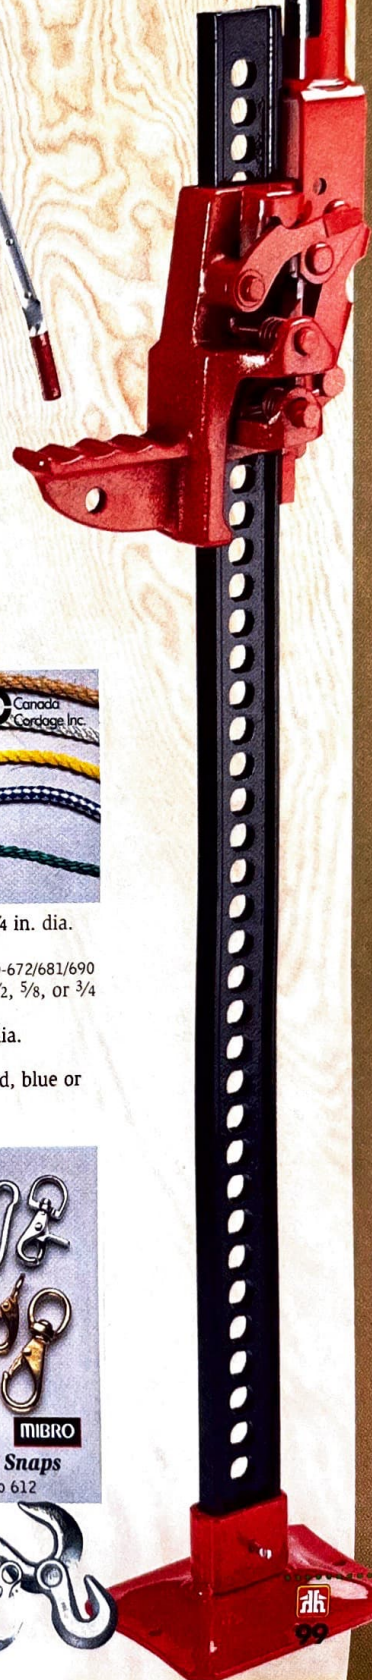 Canada
Cordage Inc.
/4 in. dia.
-672/681/690
/2, 5/8, or 3/4
ia.
d, blue or
MIBRO
Snaps
o 612
99